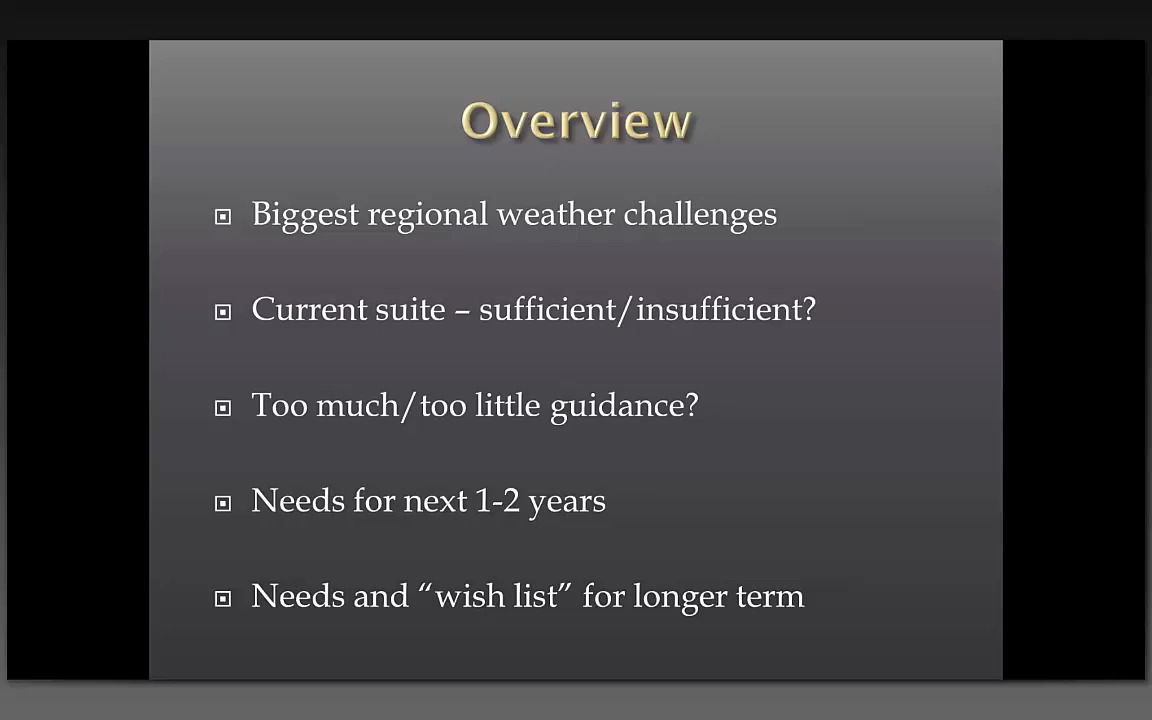 Overview
Biggest regional weather challenges
Current suite – sufficient/insufficient?
Too much/too little guidance?
Needs for next 1-2 years
Needs and “wish list” for longer term